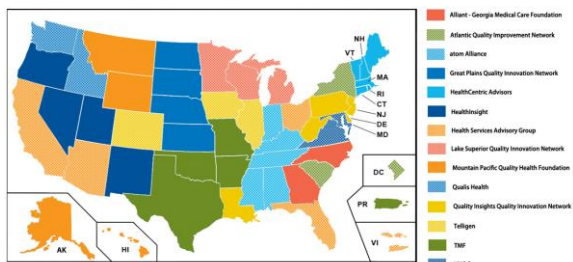 NH
VT
MA
RI
CT
NJ
DE
MD
DC
PR
VI
AK
HI
Alliant - Georgia Medical Care Foundation
Atlantic Quality Improvement Network
atom Alliance
Great Plains Quality Innovation Network
HealthCentric Advisors
HealthInsight
Health Services Advisory Group
Lake Superior Quality Innovation Network
Mountain Pacific Quality Health Foundation
Qualis Health
Quality Insights Quality Innovation Network
Telligen
TMF